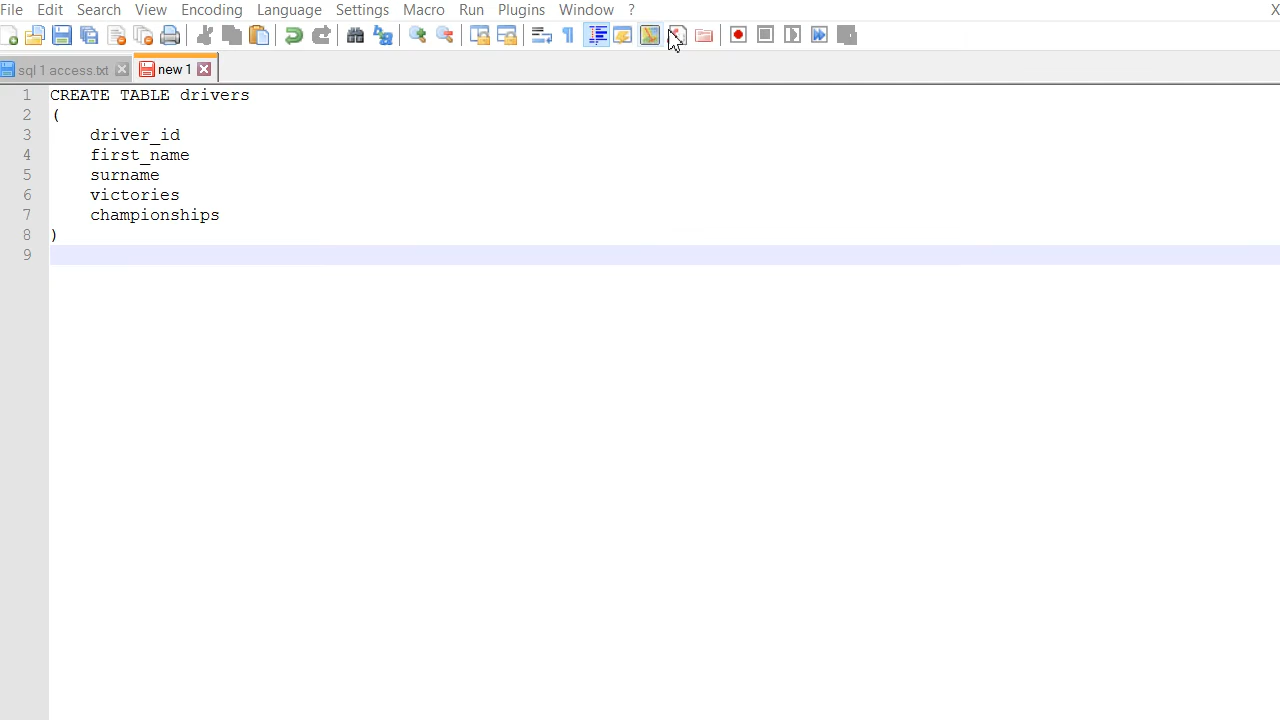 File Edit Search View Encoding Language Settings Macro Run Plugins Window ? X
sql 1 access.txt new 1
1 CREATE TABLE drivers
2 (
3 driver_id
4 first_name
5 surname
6 victories
7 championships
8 )
9